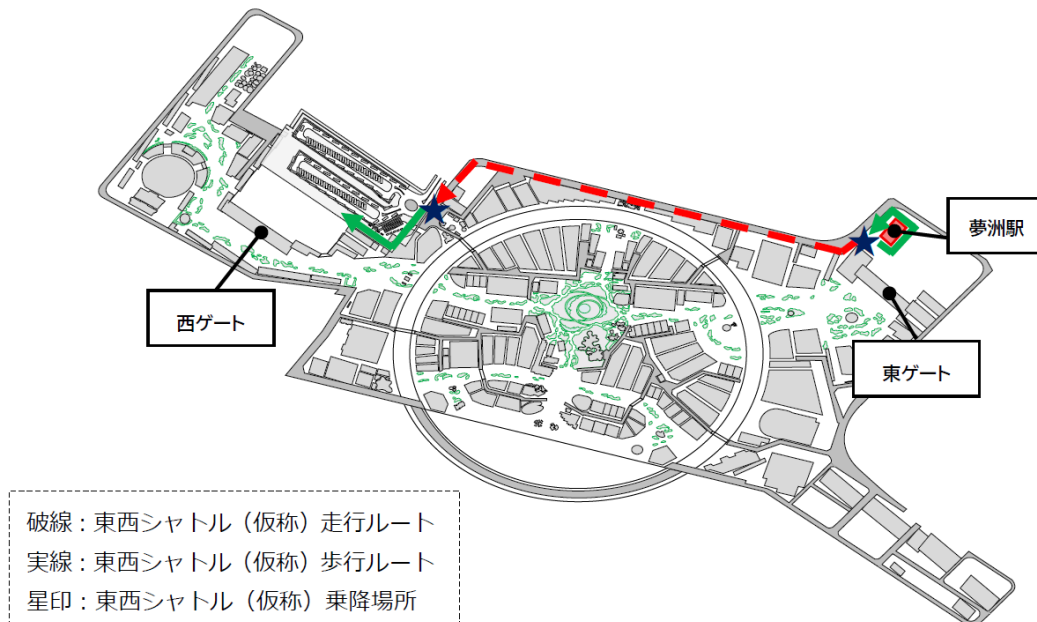 夢洲駅
西ゲート
東ゲート
破線：東西シャトル（仮称）走行ルート
実線：東西シャトル（仮称）歩行ルート
星印：東西シャトル（仮称）乗降場所